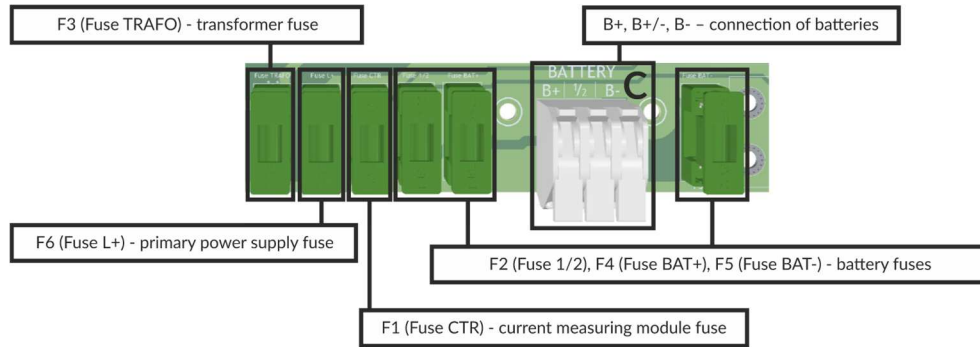 F3 (Fuse TRAFO) - transformer fuse
B+, B+/-, B- – connection of batteries
Fuse TRAFO
Fuse L+
Fuse CTR
Fuse 1/2
Fuse BAT+
BATTERY
B+ ½ B-
C
Fuse BAT-
F6 (Fuse L+) - primary power supply fuse
F2 (Fuse 1/2), F4 (Fuse BAT+), F5 (Fuse BAT-) - battery fuses
F1 (Fuse CTR) - current measuring module fuse